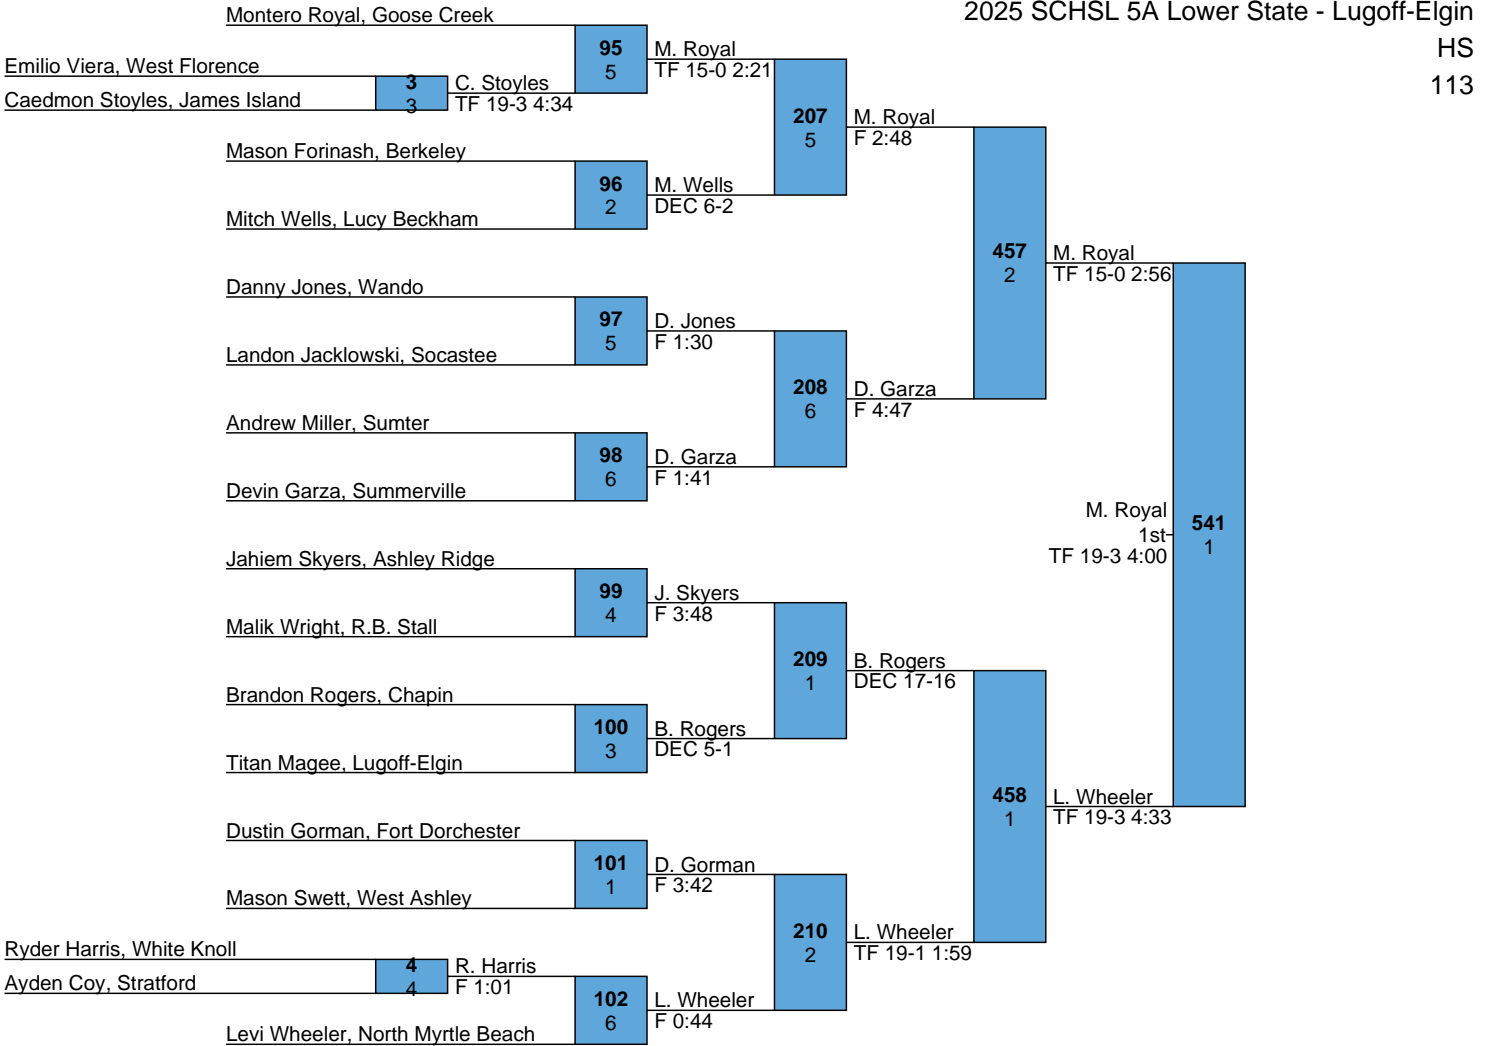 2025 SCHSL 5A Lower State - Lugoff-Elgin
HS
113
Montero Royal, Goose Creek
Emilio Viera, West Florence
Caedmon Stoyles, James Island
3
3
C. Stoyles
TF 19-3 4:34
95
5
M. Royal
TF 15-0 2:21
Mason Forinash, Berkeley
Mitch Wells, Lucy Beckham
96
2
M. Wells
DEC 6-2
207
5
M. Royal
F 2:48
Danny Jones, Wando
Landon Jacklowski, Socastee
97
5
D. Jones
F 1:30
Andrew Miller, Sumter
Devin Garza, Summerville
98
6
D. Garza
F 1:41
208
6
D. Garza
F 4:47
457
2
M. Royal
TF 15-0 2:56
Jahiem Skyers, Ashley Ridge
Malik Wright, R.B. Stall
99
4
J. Skyers
F 3:48
Brandon Rogers, Chapin
Titan Magee, Lugoff-Elgin
100
3
B. Rogers
DEC 5-1
209
1
B. Rogers
DEC 17-16
Dustin Gorman, Fort Dorchester
Mason Swett, West Ashley
101
1
D. Gorman
F 3:42
Ryder Harris, White Knoll
Ayden Coy, Stratford
4
4
R. Harris
F 1:01
Levi Wheeler, North Myrtle Beach
102
6
L. Wheeler
F 0:44
210
2
L. Wheeler
TF 19-1 1:59
458
1
L. Wheeler
TF 19-3 4:33
M. Royal
1st
TF 19-3 4:00
541
1